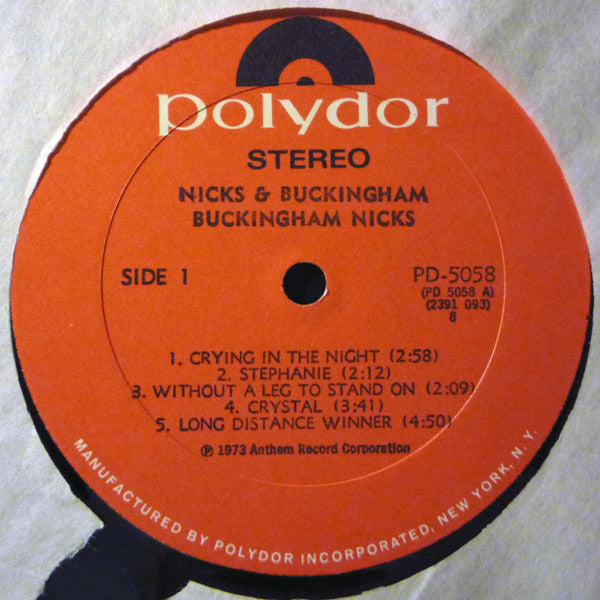 polydor
STEREO
NICKS & BUCKINGHAM
BUCKINGHAM NICKS
SIDE 1
PD-5058
(PD 5058 A)
(2391 093)
6
1. CRYING IN THE NIGHT (2:58)
2. STEPHANIE (2:12)
3. WITHOUT A LEG TO STAND ON (2:09)
4. CRYSTAL (3:41)
5. LONG DISTANCE WINNER (4:50)
℗ 1973 Anthem Record Corporation
MANUFACTURED BY POLYDOR INCORPORATED, NEW YORK, N. Y.